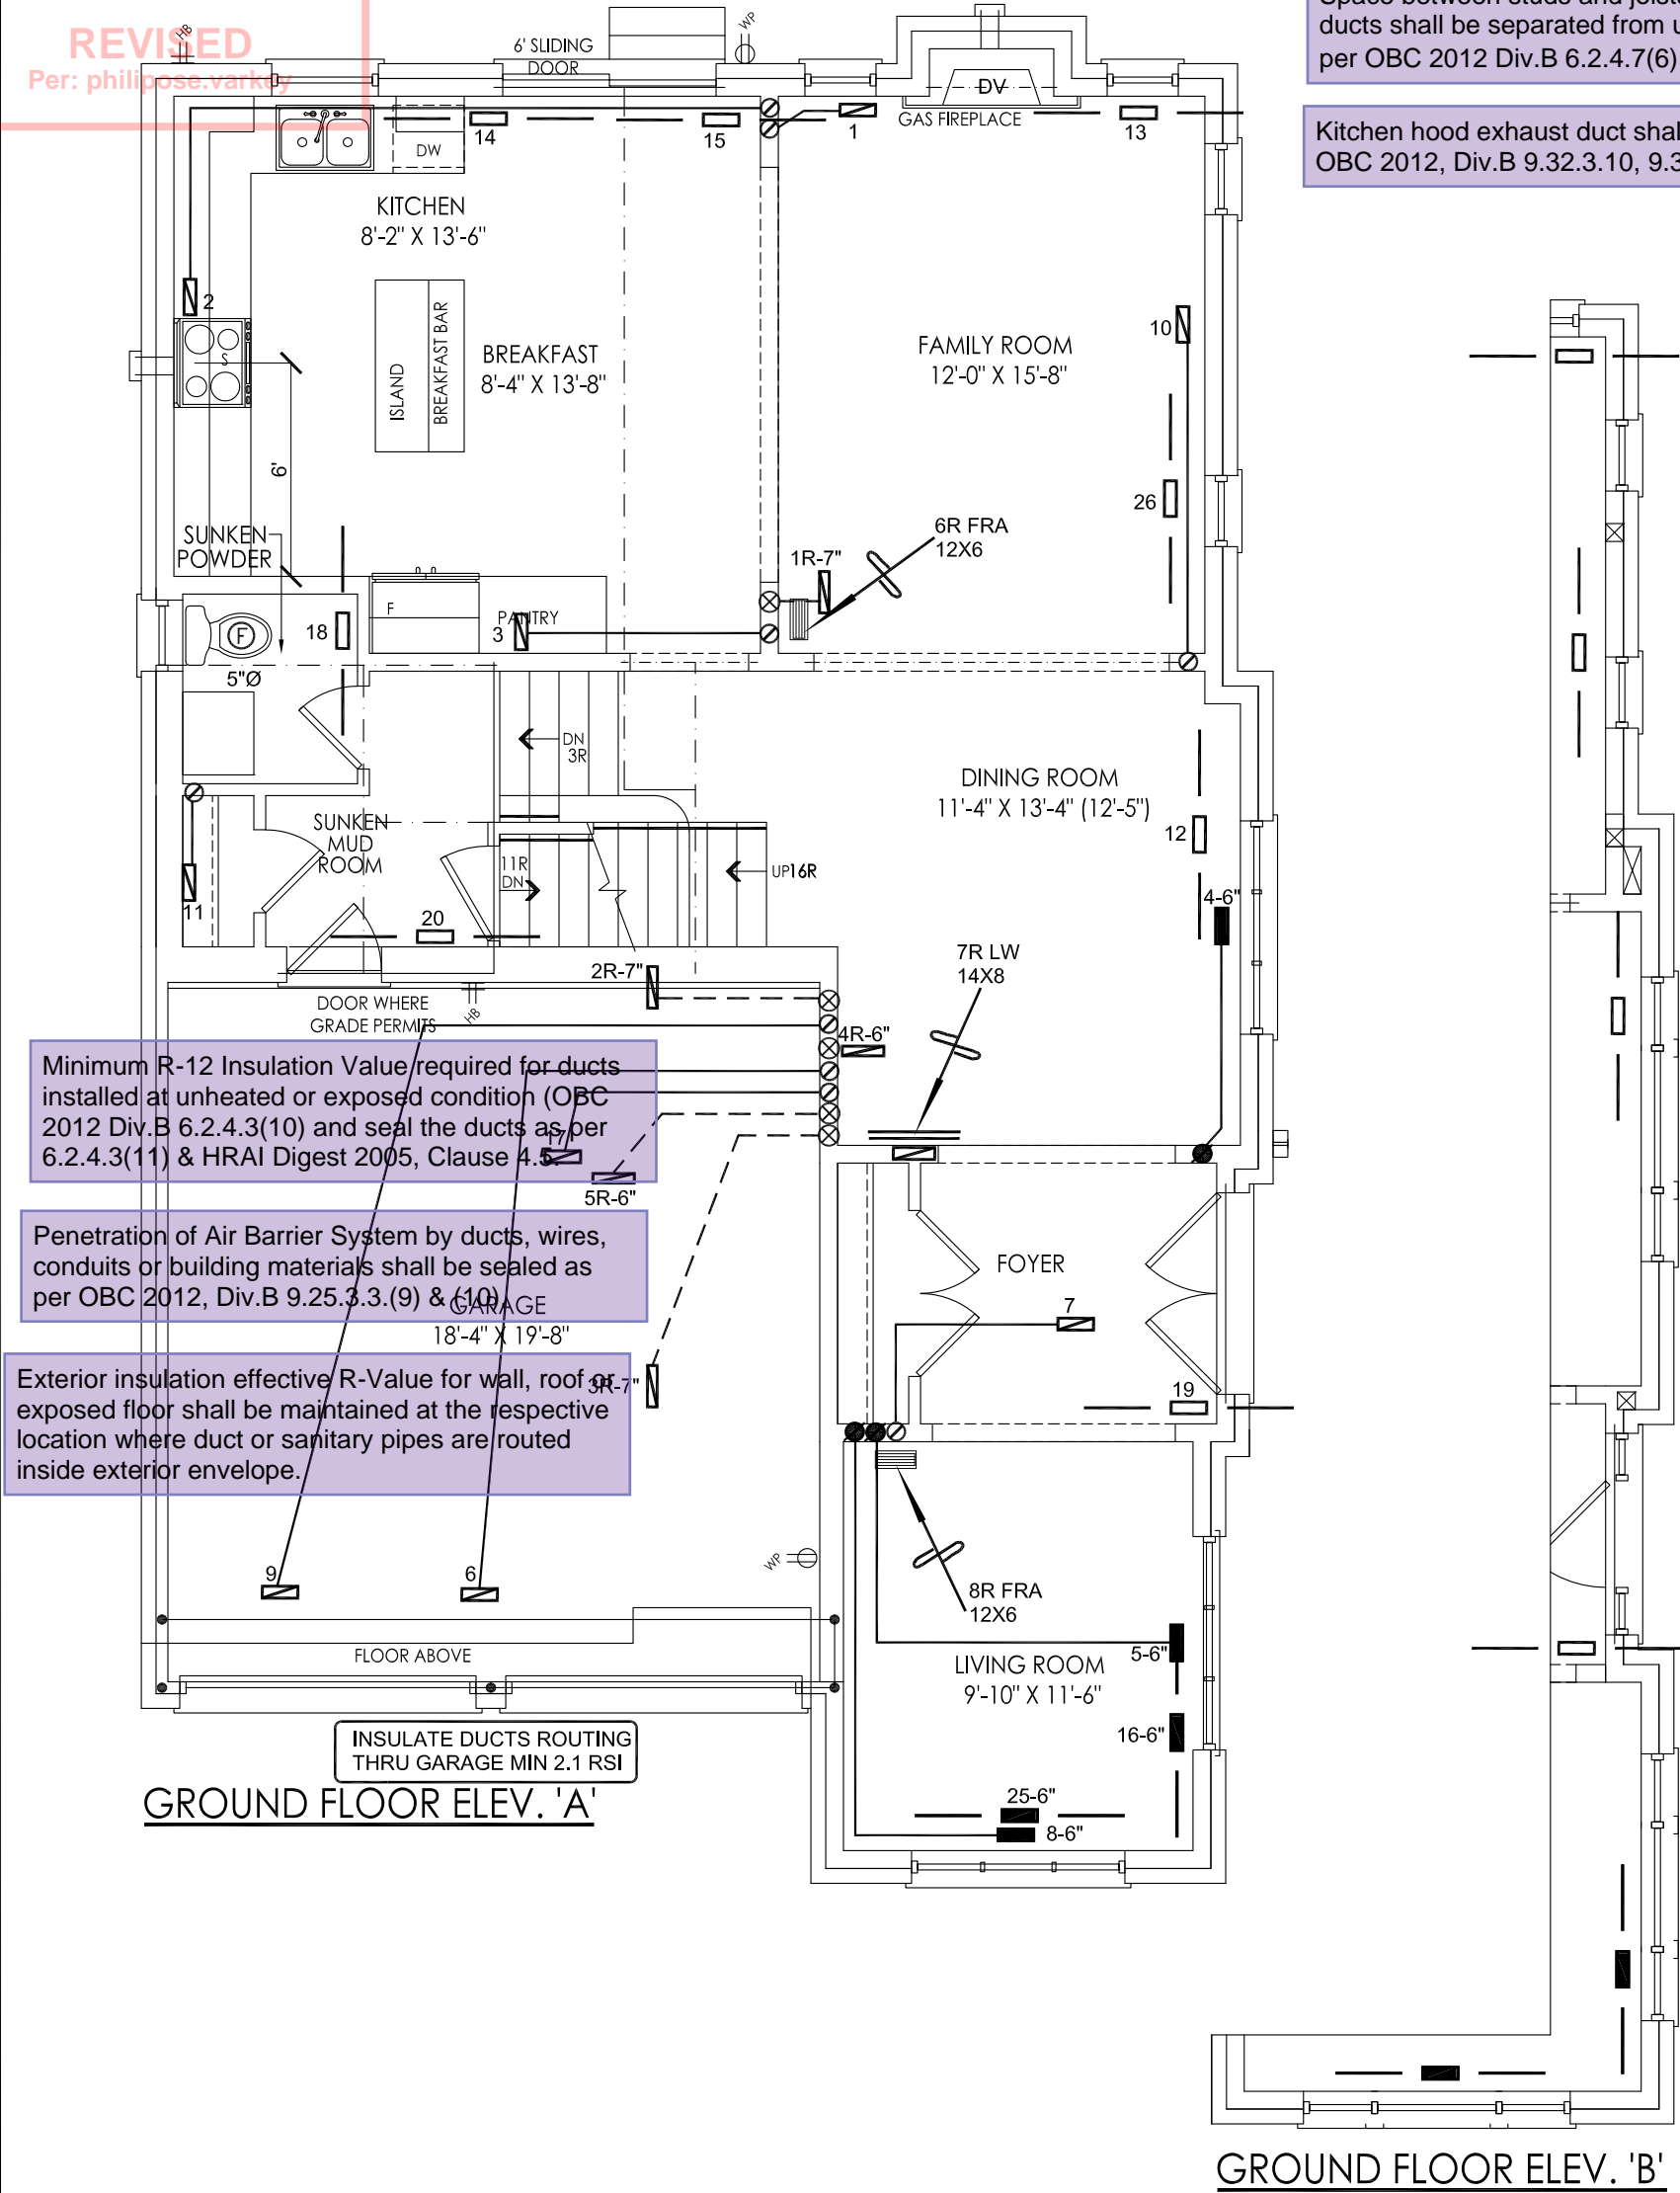 REVISED
Per: philipose.varkey
Space between studs and joists
ducts shall be separated from u
per OBC 2012 Div.B 6.2.4.7(6)
Kitchen hood exhaust duct shal
OBC 2012, Div.B 9.32.3.10, 9.3
HB
6' SLIDING
DOOR
WP
DV
GAS FIREPLACE
14
15
1
13
DW
KITCHEN
8'-2" X 13'-6"
2
S
ISLAND
BREAKFAST BAR
BREAKFAST
8'-4" X 13'-8"
FAMILY ROOM
12'-0" X 15'-8"
10
6'
26
SUNKEN
POWDER
6R FRA
12X6
1R-7"
F
PANTRY
3
18
F
5"Ø
DN
3R
DINING ROOM
11'-4" X 13'-4" (12'-5")
12
SUNKEN
MUD
ROOM
11R
DN
UP16R
11
20
4-6"
2R-7"
7R LW
14X8
DOOR WHERE
GRADE PERMITS
HB
4R-6"
Minimum R-12 Insulation Value required for ducts
installed at unheated or exposed condition (OBC
2012 Div.B 6.2.4.3(10) and seal the ducts as per
6.2.4.3(11) & HRAI Digest 2005, Clause 4.5.
17
5R-6"
Penetration of Air Barrier System by ducts, wires,
conduits or building materials shall be sealed as
per OBC 2012, Div.B 9.25.3.3.(9) & (10)
GARAGE
18'-4" X 19'-8"
FOYER
7
Exterior insulation effective R-Value for wall, roof or
exposed floor shall be maintained at the respective
location where duct or sanitary pipes are routed
inside exterior envelope.
3R-7"
19
9
6
WP
8R FRA
12X6
FLOOR ABOVE
LIVING ROOM
9'-10" X 11'-6"
5-6"
16-6"
INSULATE DUCTS ROUTING
THRU GARAGE MIN 2.1 RSI
25-6"
8-6"
GROUND FLOOR ELEV. 'A'
GROUND FLOOR ELEV. 'B'